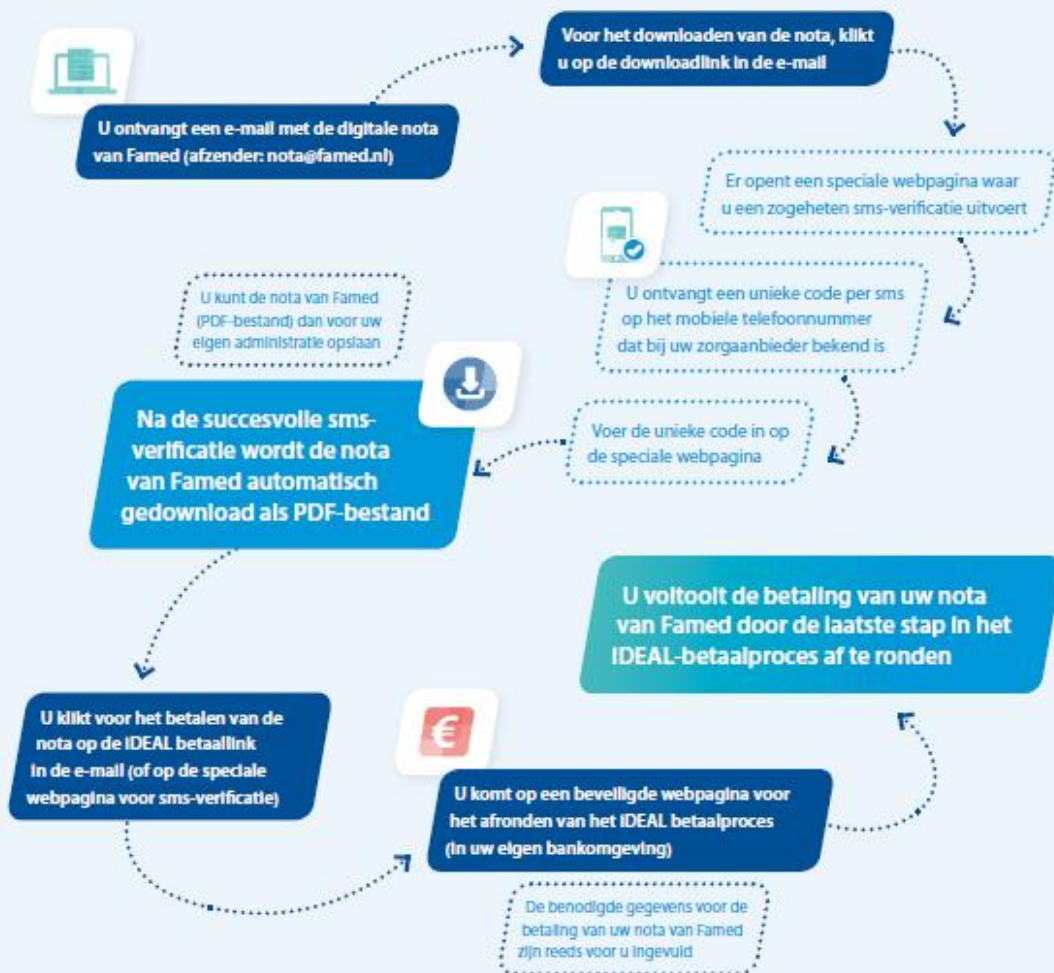 U ontvangt een e-mail met de digitale nota
van Famed (afzender: nota@famed.nl)
Voor het downloaden van de nota, klikt
u op de downloadlink in de e-mail
Er opent een speciale webpagina waar
u een zogeheten sms-verificatie uitvoert
U ontvangt een unieke code per sms
op het mobiele telefoonnummer
dat bij uw zorgaanbieder bekend is
Voer de unieke code in op
de speciale webpagina
U kunt de nota van Famed
(PDF-bestand) dan voor uw
eigen administratie opslaan
Na de succesvolle sms-
verificatie wordt de nota
van Famed automatisch
gedownload als PDF-bestand
U klikt voor het betalen van de
nota op de iDEAL betaallink
in de e-mail (of op de speciale
webpagina voor sms-verificatie)
€
U komt op een beveiligde webpagina voor
het afronden van het iDEAL betaalproces
(in uw eigen bankomgeving)
De benodigde gegevens voor de
betaling van uw nota van Famed
zijn reeds voor u ingevuld
U voltooit de betaling van uw nota
van Famed door de laatste stap in het
iDEAL-betaalproces af te ronden